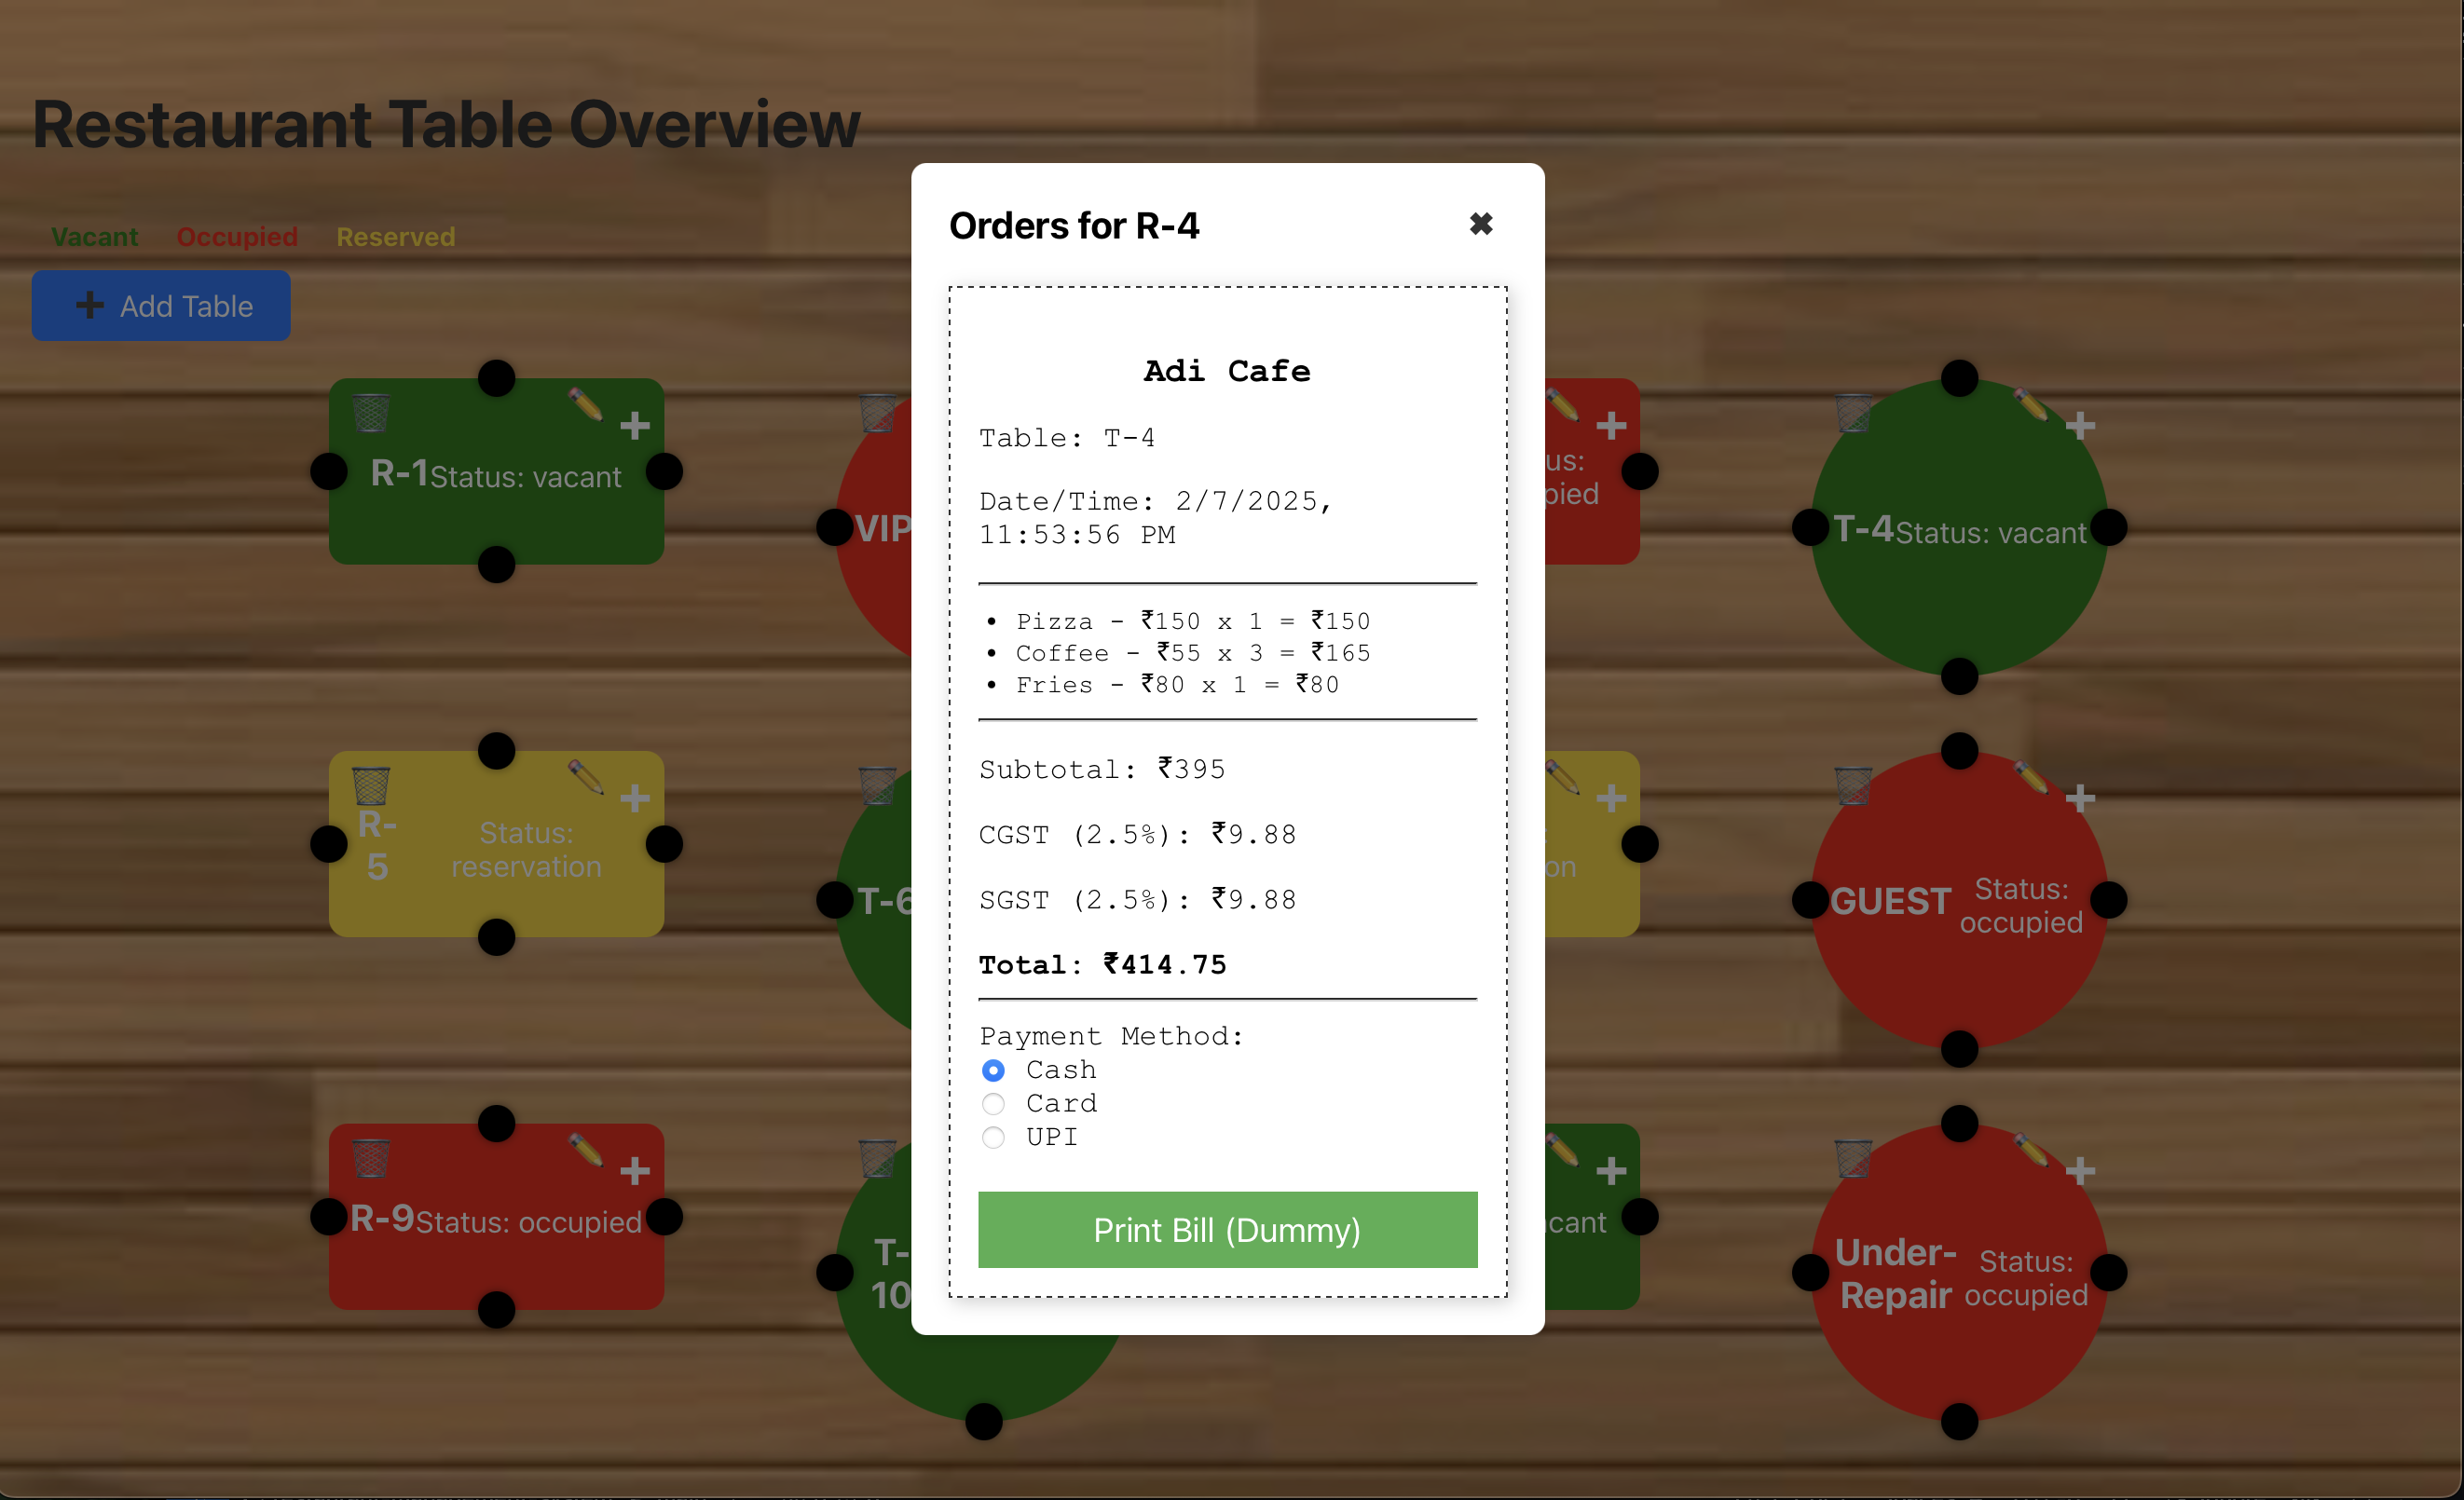 Restaurant Table Overview
Vacant Occupied Reserved
Add Table
R-1 Status: vacant
VIP
T-4 Status: vacant
R-
5
Status:
reservation
T-6
GUEST
Status:
occupied
R-9 Status: occupied
T-
10
Under-
Repair
Status:
occupied
Orders for R-4
Adi Cafe
Table: T-4
Date/Time: 2/7/2025,
11:53:56 PM
• Pizza - ₹150 x 1 = ₹150
• Coffee - ₹55 x 3 = ₹165
• Fries - ₹80 x 1 = ₹80
Subtotal: ₹395
CGST (2.5%): ₹9.88
SGST (2.5%): ₹9.88
Total: ₹414.75
Payment Method:
Cash
Card
UPI
Print Bill (Dummy)